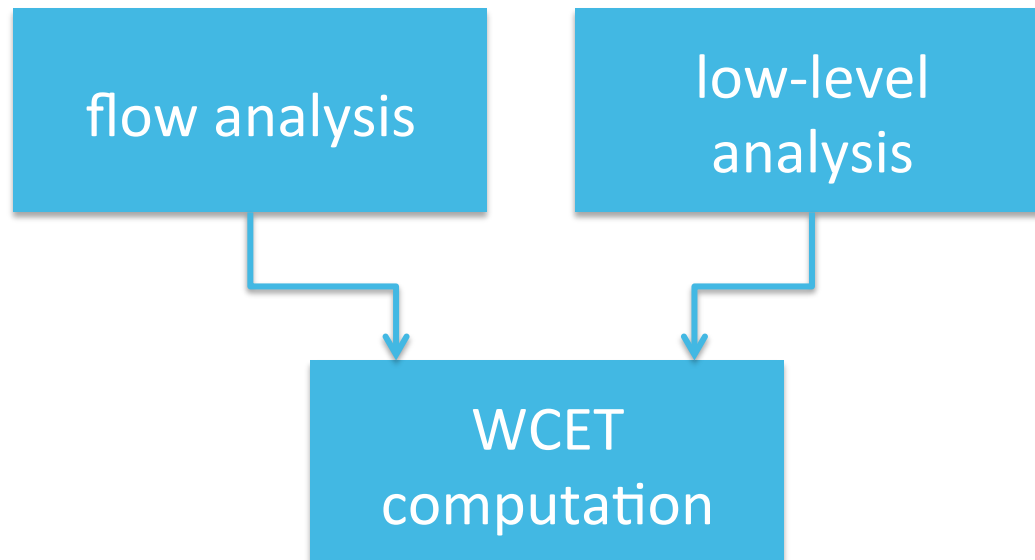 flow analysis
low-level
analysis
WCET
computation